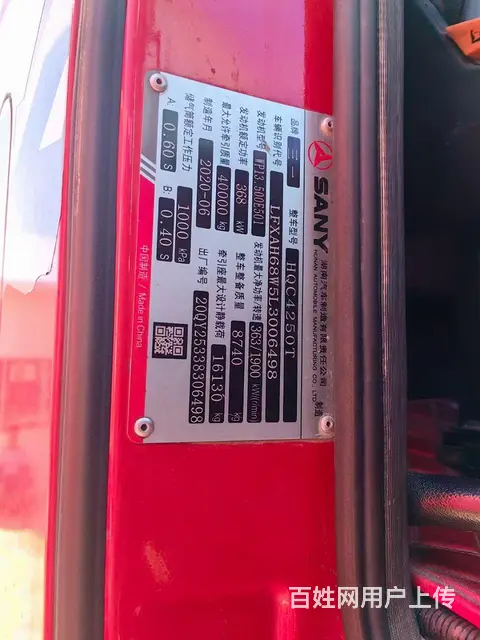 SANY 湖南汽车制造有限责任公司 制造
HUNAN AUTOMOBILE MANUFACTURING CO., LTD.
品牌 三一 整车型号 HQC4250T
车辆识别代号 LFXAH68W5L3006498
发动机型号 WP13.500E501 发动机最大净功率/转速 363/1900 kW/(r/min)
发动机额定功率 368 kW 整车整备质量 8740 kg
最大允许牵引质量 40000 kg 牵引座最大设计静载荷 16130 kg
制造年月 2020-06 出厂编号 20QY25338306498
储气筒额定工作压力 1000 kPa
A: 0.60 S B: 0.40 S
中国制造 / Made in China
百姓网用户上传